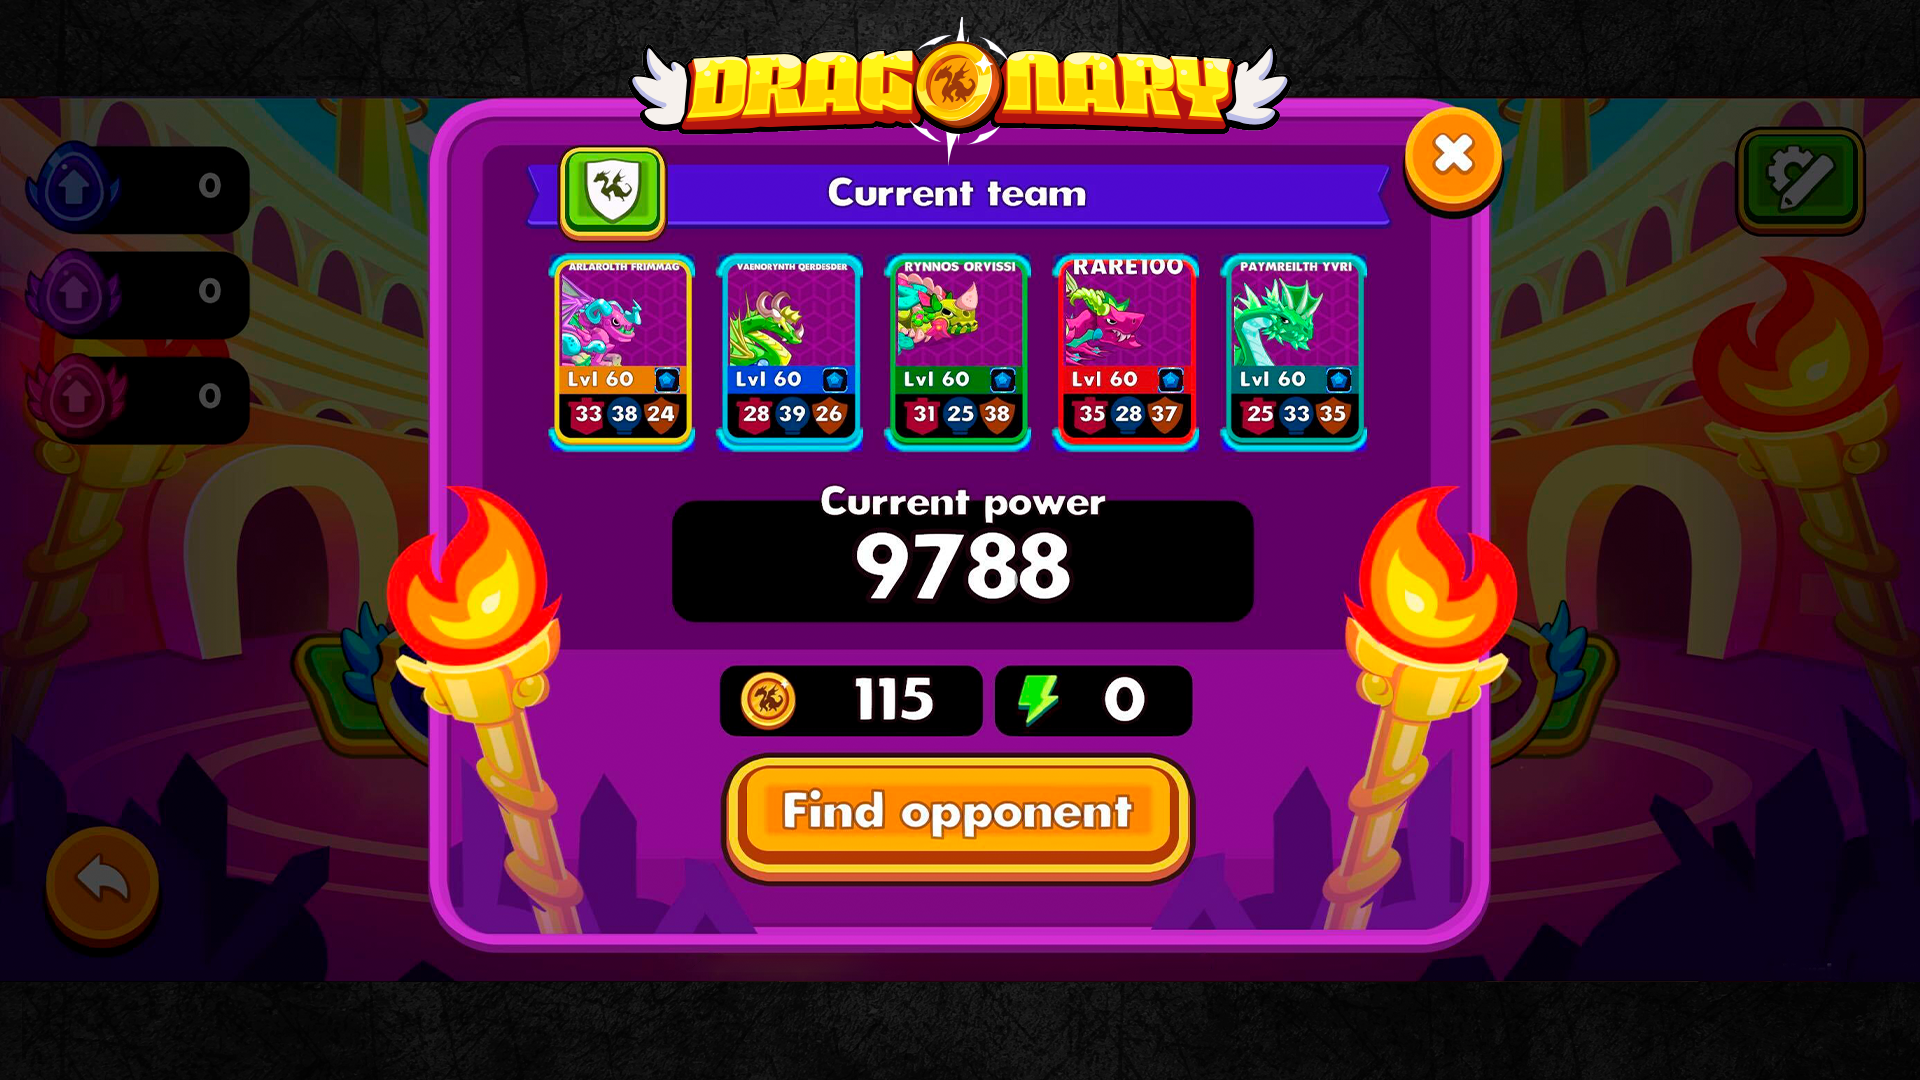 DRAGONARY
Current team
0
0
0
ARLAROLTH FRIMMAG
Lvl 60
33 38 24
VAENORYNTH QERDESDER
Lvl 60
28 39 26
RYNNOS ORVISSI
Lvl 60
31 25 38
RARE100
Lvl 60
35 28 37
PAYMREILTH YVRI
Lvl 60
25 33 35
Current power
9788
115
0
Find opponent